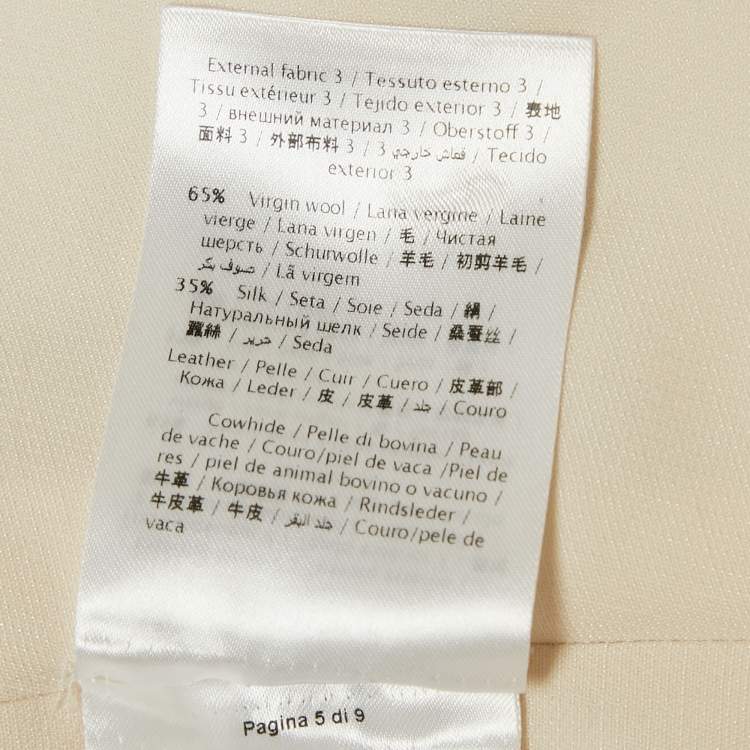 External fabric 3 / Tessuto esterno 3 /
Tissu extérieur 3 / Tejido exterior 3 / 表地
3 / внешний материал 3 / Oberstoff 3 /
面料 3 / 外部布料 3 / قماش خارجي 3 / Tecido
exterior 3
65% Virgin wool / Lana vergine / Laine
vierge / Lana virgen / 毛 / Чистая
шерсть / Schurwolle / 羊毛 / 初剪羊毛 /
صوف بكر / Lã virgem
35% Silk / Seta / Soie / Seda / 絹 /
Натуральный шелк / Seide / 桑蚕丝 /
蠶絲 / حرير / Seda
Leather / Pelle / Cuir / Cuero / 皮革部 /
Кожа / Leder / 皮 / 皮革 / جلد / Couro
Cowhide / Pelle di bovina / Peau
de vache / Couro/piel de vaca /Piel de
res / piel de animal bovino o vacuno /
牛革 / Коровья кожа / Rindsleder /
牛皮革 / 牛皮 / جلد البقر / Couro/pele de
vaca
Pagina 5 di 9